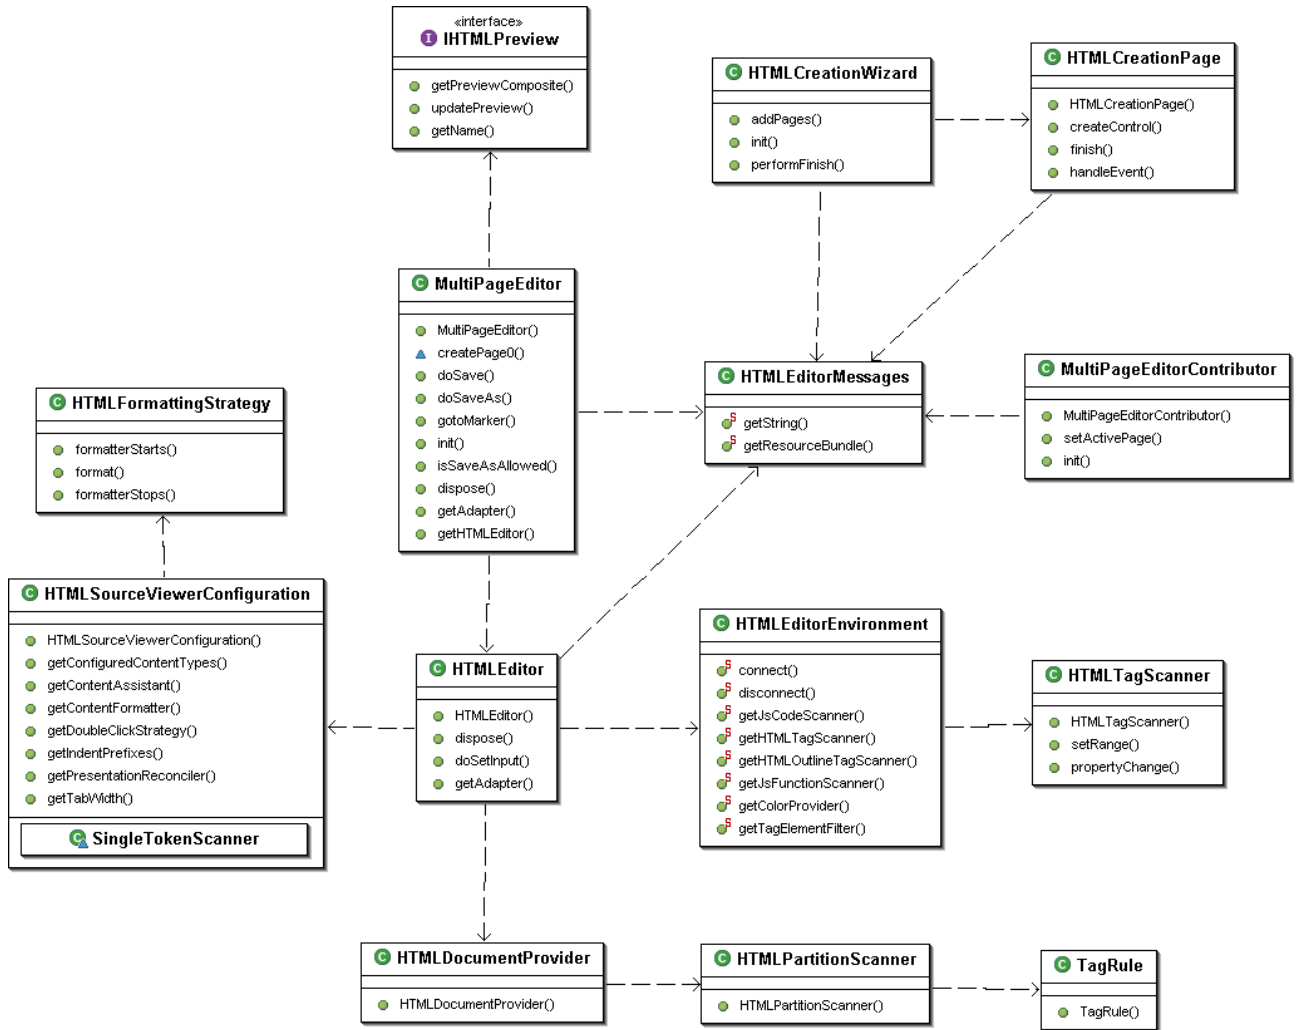 «interface»
I IHTMLPreview
getPreviewComposite()
updatePreview()
getName()
C HTMLCreationWizard
addPages()
init()
performFinish()
C HTMLCreationPage
HTMLCreationPage()
createControl()
finish()
handleEvent()
C MultiPageEditor
MultiPageEditor()
createPage0()
doSave()
doSaveAs()
gotoMarker()
init()
isSaveAsAllowed()
dispose()
getAdapter()
getHTMLEditor()
C HTMLEditorMessages
S getString()
S getResourceBundle()
C MultiPageEditorContributor
MultiPageEditorContributor()
setActivePage()
init()
C HTMLFormattingStrategy
formatterStarts()
format()
formatterStops()
C HTMLSourceViewerConfiguration
HTMLSourceViewerConfiguration()
getConfiguredContentTypes()
getContentAssistant()
getContentFormatter()
getDoubleClickStrategy()
getIndentPrefixes()
getPresentationReconciler()
getTabWidth()
C SingleTokenScanner
C HTMLEditor
HTMLEditor()
dispose()
doSetInput()
getAdapter()
C HTMLEditorEnvironment
S connect()
S disconnect()
S getJsCodeScanner()
S getHTMLTagScanner()
S getHTMLOutlineTagScanner()
S getJsFunctionScanner()
S getColorProvider()
S getTagElementFilter()
C HTMLTagScanner
HTMLTagScanner()
setRange()
propertyChange()
C HTMLDocumentProvider
HTMLDocumentProvider()
C HTMLPartitionScanner
HTMLPartitionScanner()
C TagRule
TagRule()